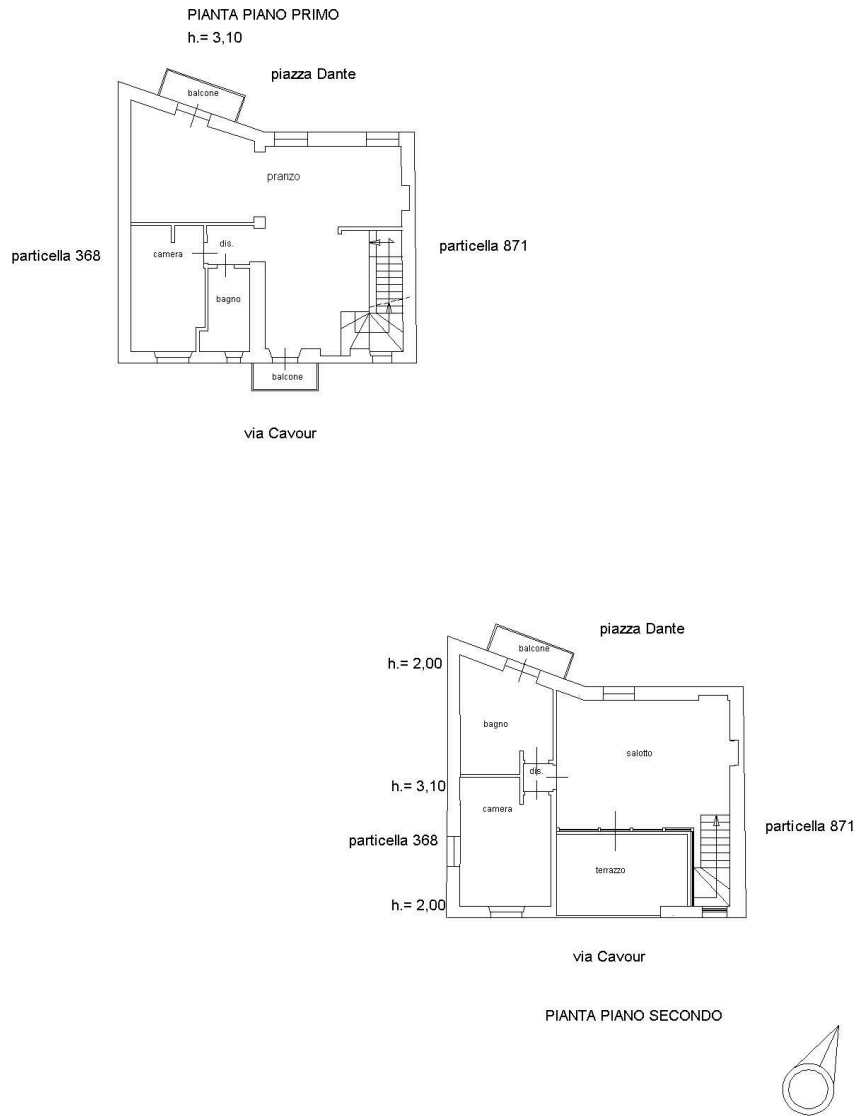 PIANTA PIANO PRIMO
h.= 3,10
piazza Dante
balcone
pranzo
particella 368
camera
dis.
particella 871
bagno
balcone
via Cavour
piazza Dante
balcone
h.= 2,00
bagno
salotto
dis.
h.= 3,10
camera
particella 871
particella 368
terrazzo
h.= 2,00
via Cavour
PIANTA PIANO SECONDO